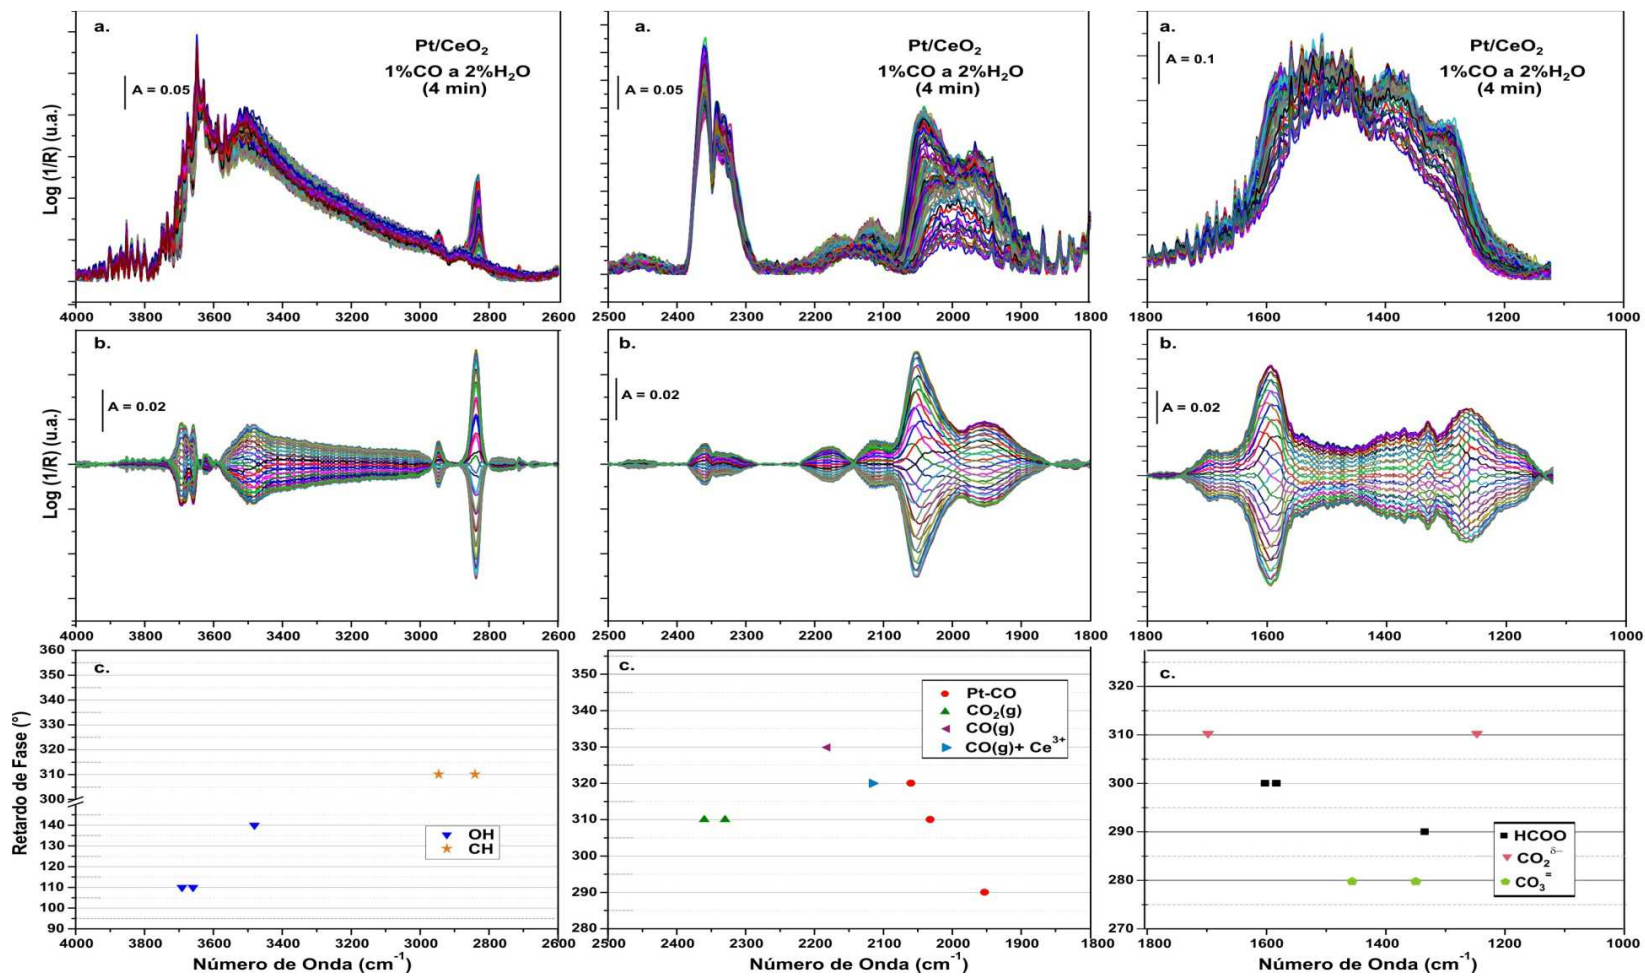 a.
Pt/CeO₂
1%CO a 2%H₂O
(4 min)
A = 0.05
Log (1/R) (u.a.)
4000 3800 3600 3400 3200 3000 2800 2600
a.
Pt/CeO₂
1%CO a 2%H₂O
(4 min)
A = 0.05
2500 2400 2300 2200 2100 2000 1900 1800
a.
Pt/CeO₂
1%CO a 2%H₂O
(4 min)
A = 0.1
1800 1600 1400 1200 1000
b.
A = 0.02
Log (1/R) (u.a.)
4000 3800 3600 3400 3200 3000 2800 2600
b.
A = 0.02
2500 2400 2300 2200 2100 2000 1900 1800
b.
A = 0.02
1800 1600 1400 1200 1000
c.
Retardo de Fase (°)
360
350
340
330
320
310
300
140
130
120
110
100
90
OH
CH
4000 3800 3600 3400 3200 3000 2800 2600
Número de Onda (cm⁻¹)
c.
350
340
330
320
310
300
290
280
Pt-CO
CO₂(g)
CO(g)
CO(g)+ Ce³⁺
2500 2400 2300 2200 2100 2000 1900 1800
Número de Onda (cm⁻¹)
c.
320
310
300
290
280
270
HCOO
CO₂^δ−
CO₃⁼
1800 1600 1400 1200 1000
Número de Onda (cm⁻¹)